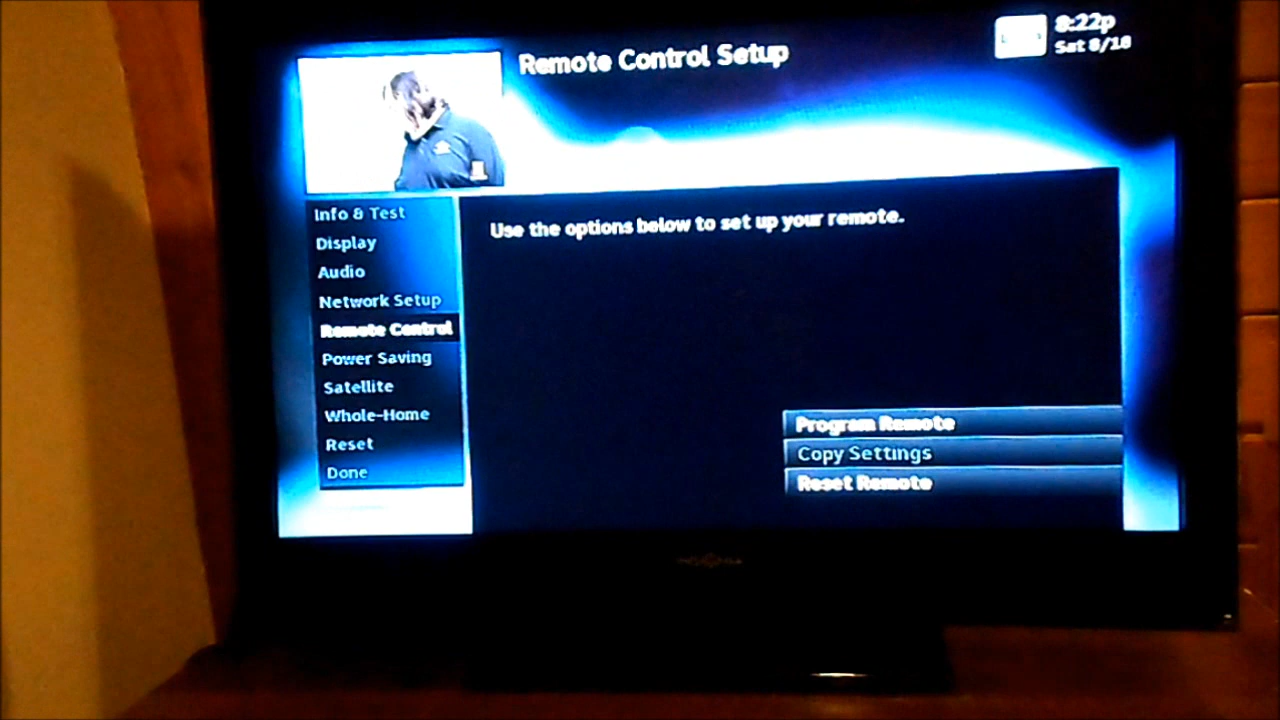 Remote Control Setup
8:22p
Sat 8/18
Info & Test
Display
Audio
Network Setup
Remote Control
Power Saving
Satellite
Whole-Home
Reset
Done
Use the options below to set up your remote.
Program Remote
Copy Settings
Reset Remote